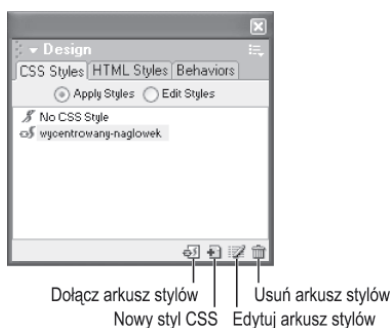 Design
CSS Styles HTML Styles Behaviors
Apply Styles Edit Styles
No CSS Style
wycentrowany-naglowek
Dołącz arkusz stylów Usuń arkusz stylów
Nowy styl CSS Edytuj arkusz stylów